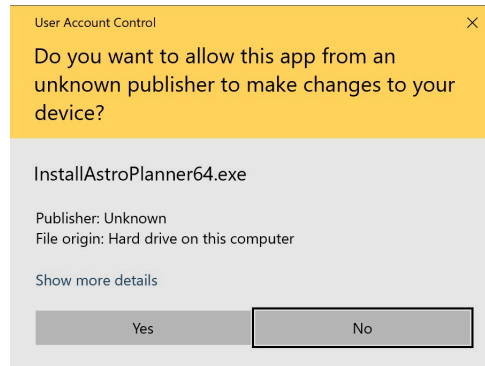 User Account Control
Do you want to allow this app from an
unknown publisher to make changes to your
device?
InstallAstroPlanner64.exe
Publisher: Unknown
File origin: Hard drive on this computer
Show more details
Yes
No